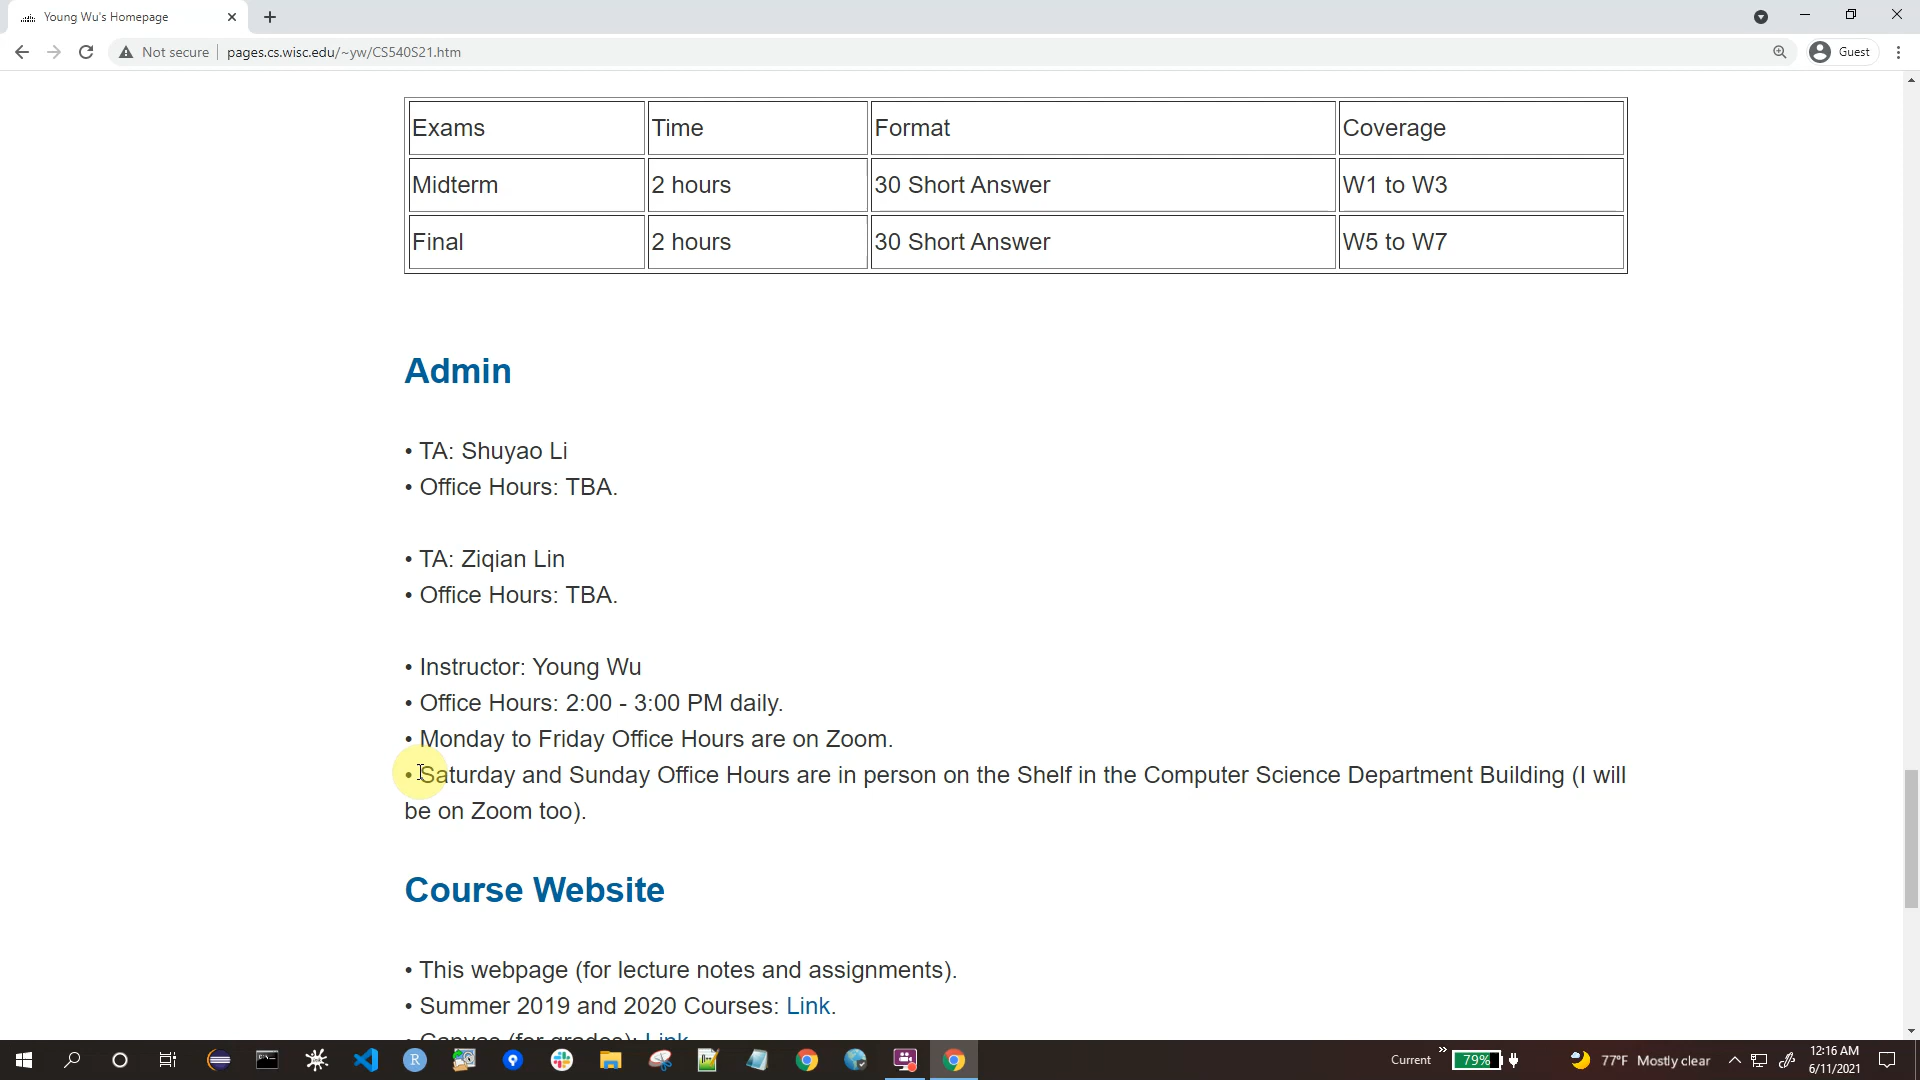 Young Wu's Homepage
Not secure
pages.cs.wisc.edu/~yw/CS540S21.htm
Guest
Exams Time Format Coverage
Midterm 2 hours 30 Short Answer W1 to W3
Final 2 hours 30 Short Answer W5 to W7
Admin
• TA: Shuyao Li
• Office Hours: TBA.
• TA: Ziqian Lin
• Office Hours: TBA.
• Instructor: Young Wu
• Office Hours: 2:00 - 3:00 PM daily.
• Monday to Friday Office Hours are on Zoom.
• Saturday and Sunday Office Hours are in person on the Shelf in the Computer Science Department Building (I will
be on Zoom too).
Course Website
• This webpage (for lecture notes and assignments).
• Summer 2019 and 2020 Courses: Link.
• Canvas (for grades): Link
Current 79% 77°F Mostly clear 12:16 AM
6/11/2021